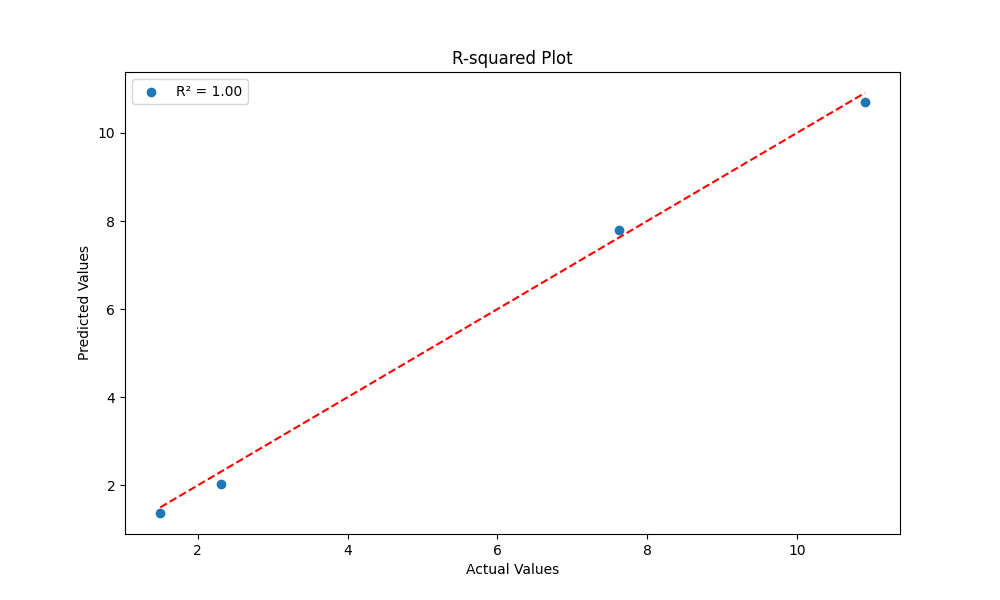 R-squared Plot
R² = 1.00
10
8
6
4
2
Predicted Values
2 4 6 8 10
Actual Values